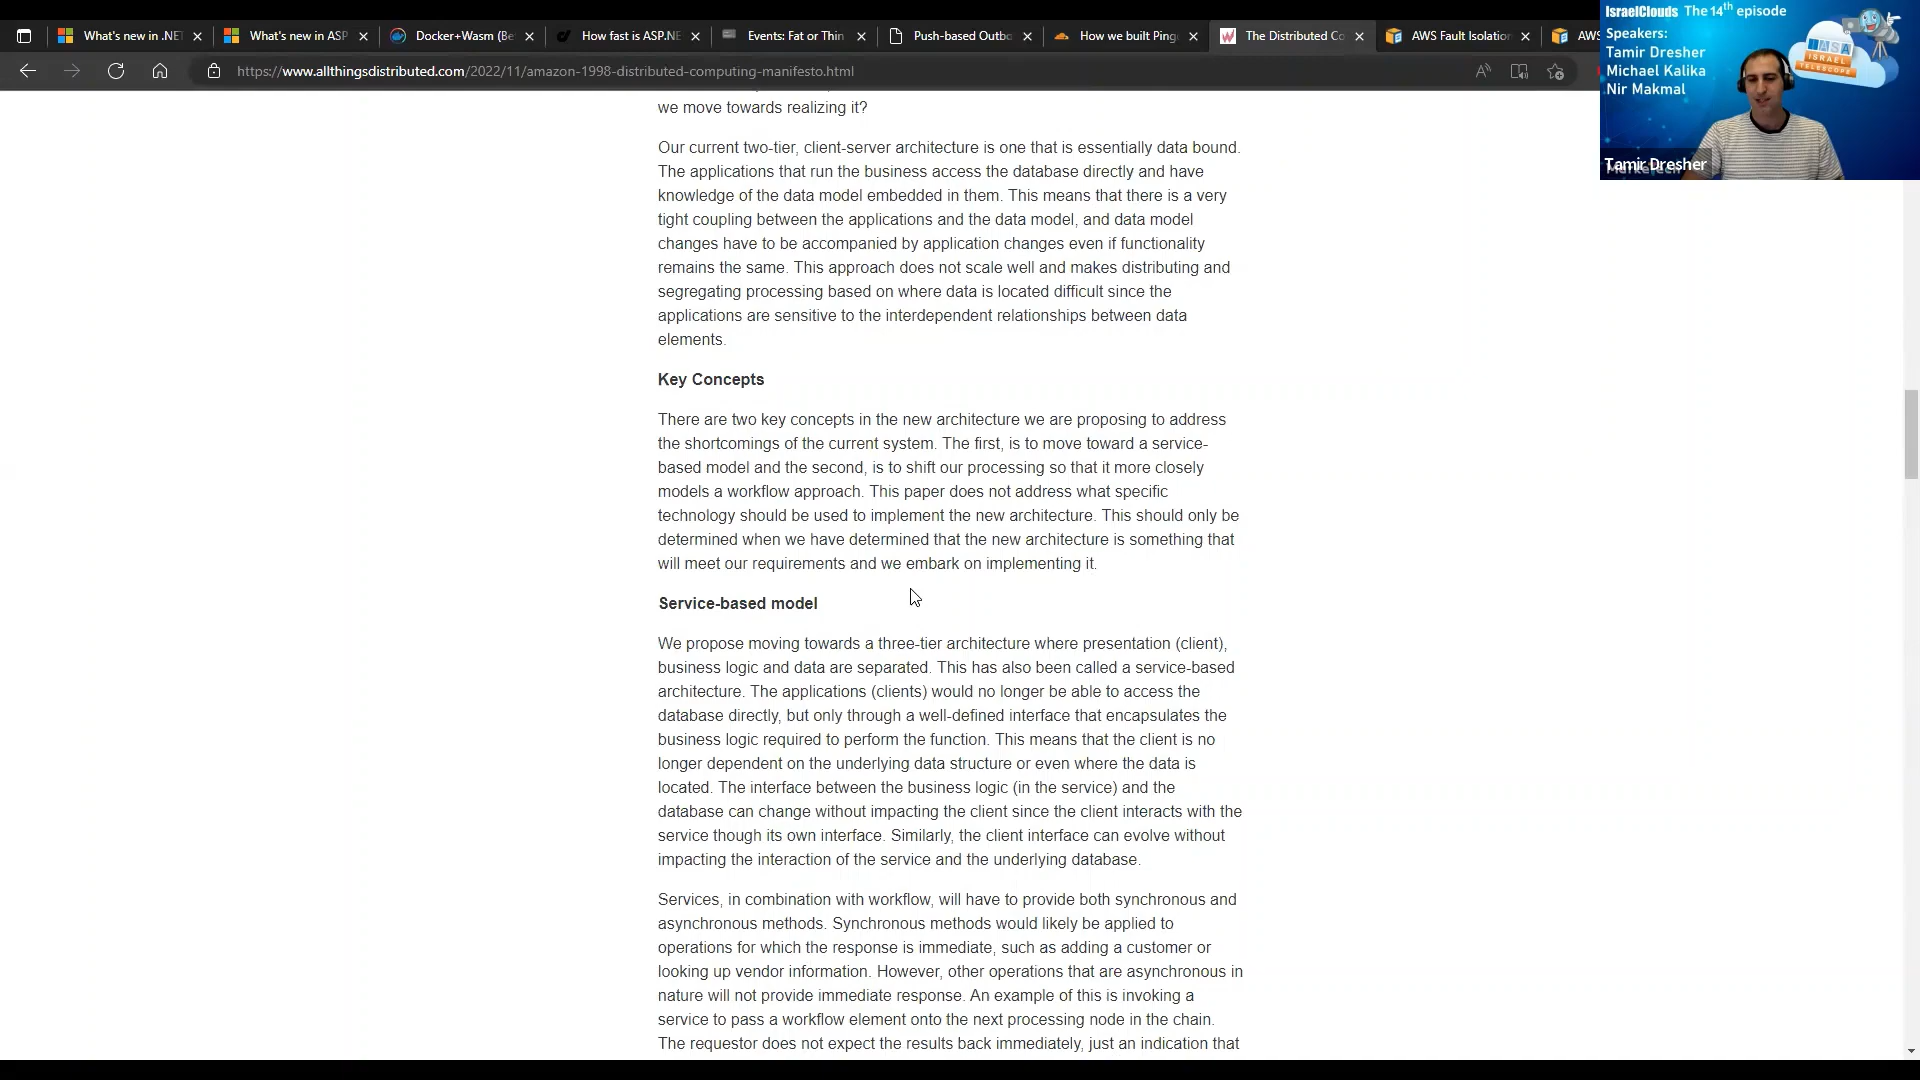 What's new in .NE
What's new in ASP
Docker+Wasm (Be
How fast is ASP.NE
Events: Fat or Thin
Push-based Outbo
How we built Ping
The Distributed Co
AWS Fault Isolation
AWS
https://www.allthingsdistributed.com/2022/11/amazon-1998-distributed-computing-manifesto.html
IsraelClouds The 14th episode
Speakers:
Tamir Dresher
Michael Kalika
Nir Makmal
IASA
ISRAEL
TELESCOPE
Tamir Dresher
we move towards realizing it?
Our current two-tier, client-server architecture is one that is essentially data bound.
The applications that run the business access the database directly and have
knowledge of the data model embedded in them. This means that there is a very
tight coupling between the applications and the data model, and data model
changes have to be accompanied by application changes even if functionality
remains the same. This approach does not scale well and makes distributing and
segregating processing based on where data is located difficult since the
applications are sensitive to the interdependent relationships between data
elements.
Key Concepts
There are two key concepts in the new architecture we are proposing to address
the shortcomings of the current system. The first, is to move toward a service-
based model and the second, is to shift our processing so that it more closely
models a workflow approach. This paper does not address what specific
technology should be used to implement the new architecture. This should only be
determined when we have determined that the new architecture is something that
will meet our requirements and we embark on implementing it.
Service-based model
We propose moving towards a three-tier architecture where presentation (client),
business logic and data are separated. This has also been called a service-based
architecture. The applications (clients) would no longer be able to access the
database directly, but only through a well-defined interface that encapsulates the
business logic required to perform the function. This means that the client is no
longer dependent on the underlying data structure or even where the data is
located. The interface between the business logic (in the service) and the
database can change without impacting the client since the client interacts with the
service though its own interface. Similarly, the client interface can evolve without
impacting the interaction of the service and the underlying database.
Services, in combination with workflow, will have to provide both synchronous and
asynchronous methods. Synchronous methods would likely be applied to
operations for which the response is immediate, such as adding a customer or
looking up vendor information. However, other operations that are asynchronous in
nature will not provide immediate response. An example of this is invoking a
service to pass a workflow element onto the next processing node in the chain.
The requestor does not expect the results back immediately, just an indication that